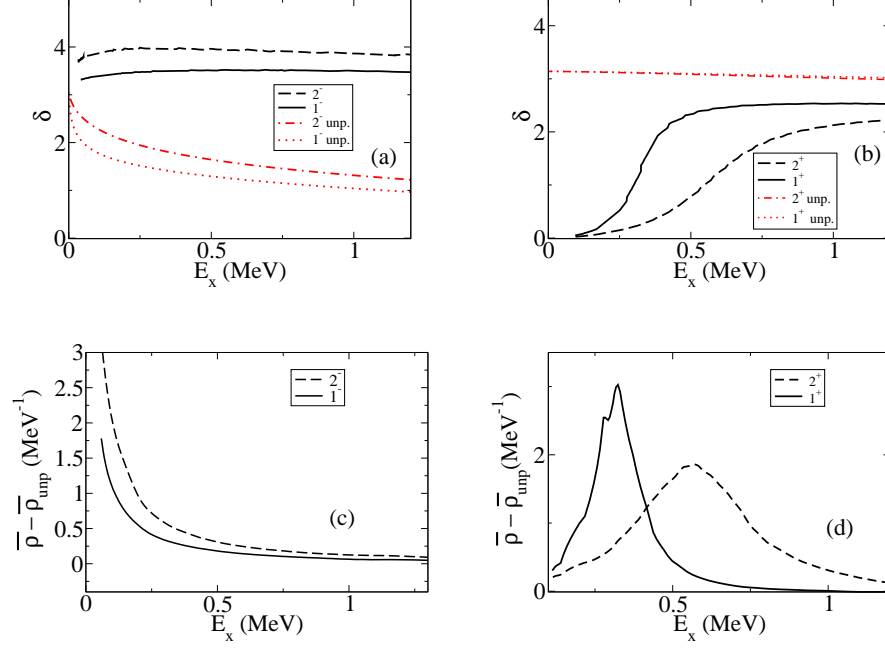 4
2
0
δ
2⁻
1⁻
2⁻ unp.
1⁻ unp.
(a)
0
0.5
1
E_x (MeV)
4
2
0
δ
2⁺
1⁺
2⁺ unp.
1⁺ unp.
(b)
0
0.5
1
E_x (MeV)
3
2.5
2
1.5
1
0.5
0
ρ̅ − ρ̅_unp (MeV⁻¹)
2⁻
1⁻
(c)
0
0.5
1
E_x (MeV)
2
0
ρ̅ − ρ̅_unp (MeV⁻¹)
2⁺
1⁺
(d)
0.5
1
E_x (MeV)